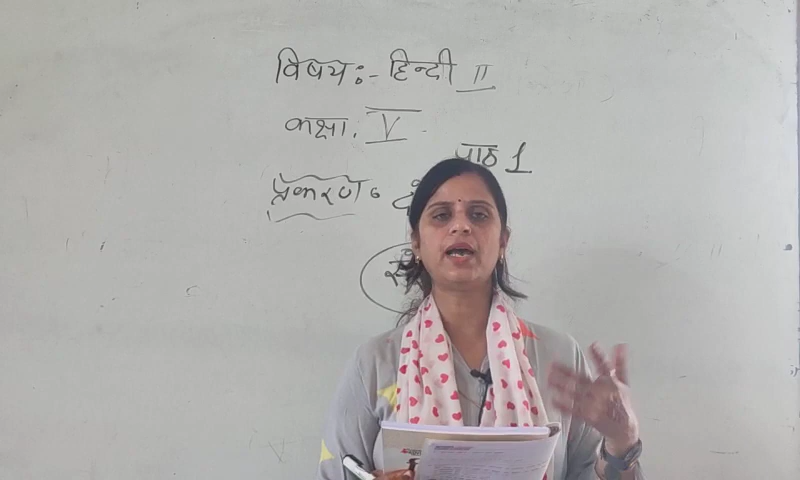 विषय:- हिन्दी II
कक्षा. V
पाठ 1
प्रकरण